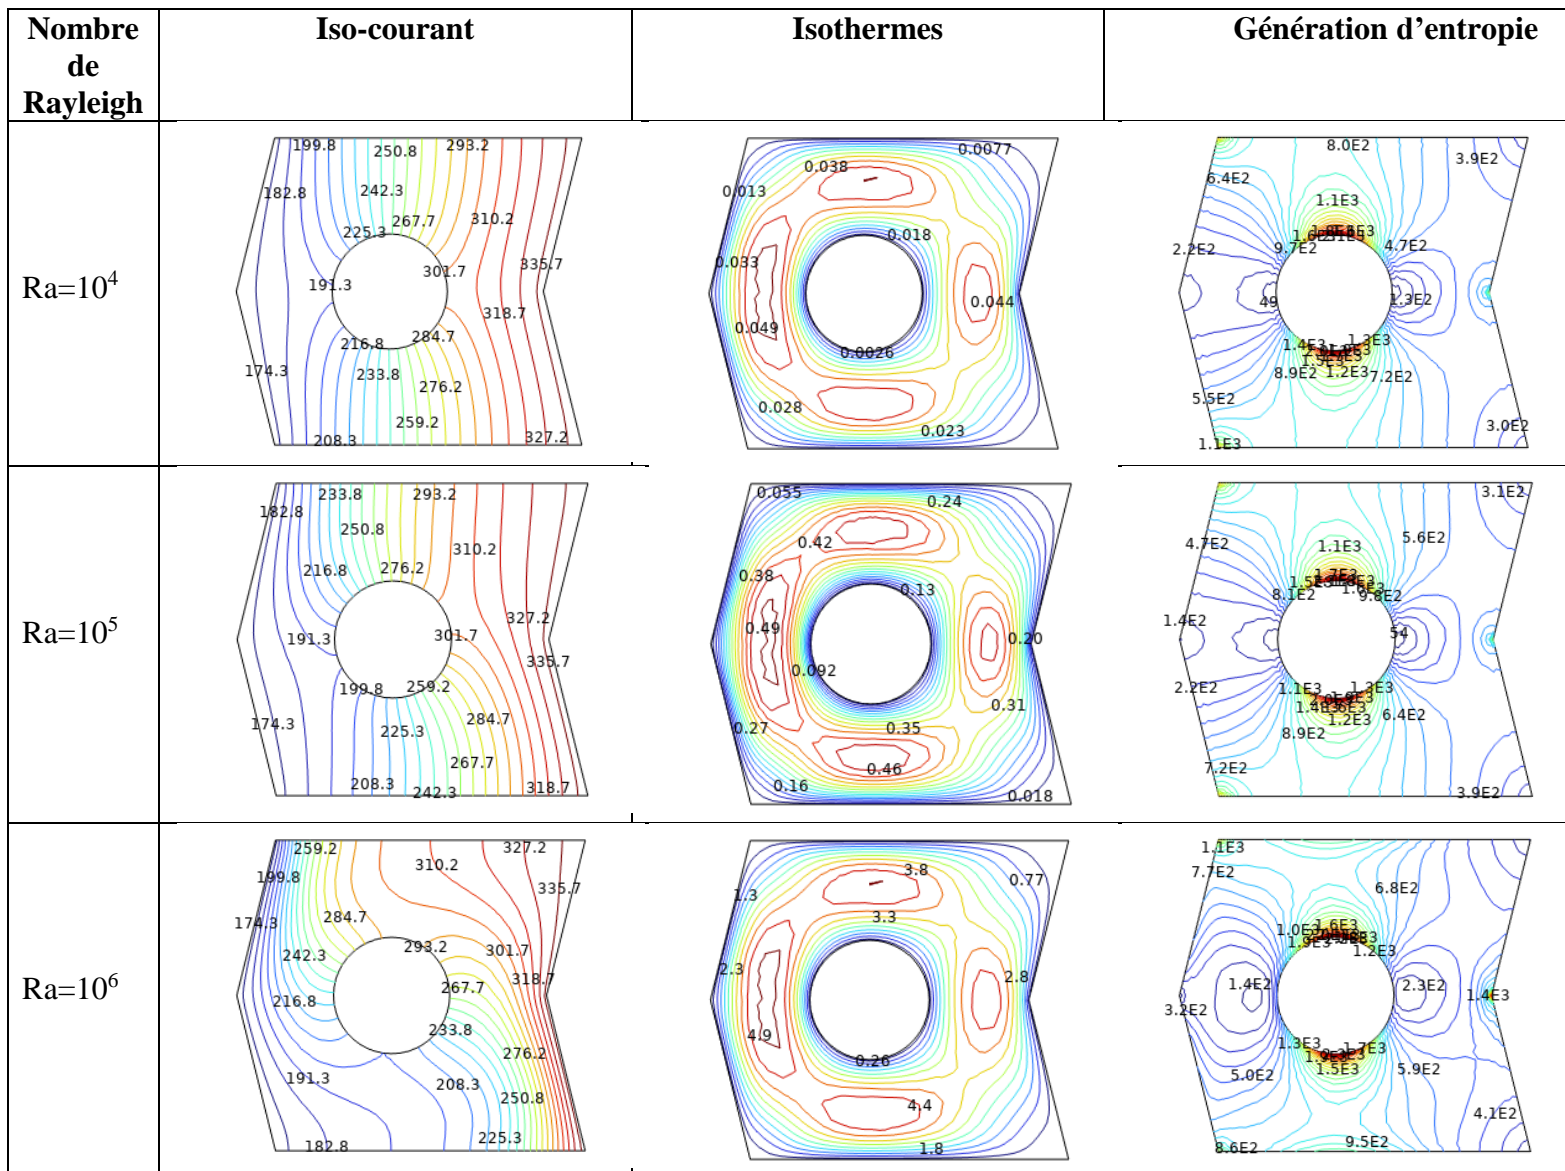 Nombre de Rayleigh
Iso-courant
Isothermes
Génération d’entropie
Ra=10⁴
199.8
250.8
293.2
182.8
242.3
267.7
310.2
225.3
301.7
335.7
191.3
318.7
284.7
216.8
174.3
233.8
276.2
259.2
208.3
327.2
0.0077
0.038
0.013
0.018
0.033
0.044
0.049
0.0026
0.028
0.023
8.0E2
3.9E2
6.4E2
1.1E3
9.7E2
4.7E2
2.2E2
49
1.3E2
1.4E3
1.3E3
8.9E2
1.2E3
7.2E2
5.5E2
3.0E2
1.1E3
Ra=10⁵
233.8
293.2
182.8
250.8
310.2
216.8
276.2
327.2
191.3
301.7
335.7
199.8
259.2
174.3
225.3
284.7
267.7
208.3
242.3
318.7
0.055
0.24
0.42
0.38
0.13
0.49
0.20
0.092
0.31
0.27
0.35
0.46
0.16
0.018
3.1E2
5.6E2
4.7E2
1.1E3
1.7E3
8.1E2
9.8E2
1.4E2
54
2.2E2
1.1E3
1.3E3
6.4E2
1.2E3
8.9E2
7.2E2
3.9E2
Ra=10⁶
259.2
327.2
310.2
199.8
335.7
284.7
174.3
293.2
301.7
242.3
318.7
267.7
216.8
233.8
276.2
191.3
208.3
250.8
225.3
182.8
3.8
0.77
1.3
3.3
2.3
2.8
4.9
0.26
4.4
1.8
1.1E3
7.7E2
6.8E2
1.6E3
1.0E3
1.2E3
1.4E2
2.3E2
1.4E3
3.2E2
1.3E3
1.7E3
1.5E3
5.0E2
5.9E2
4.1E2
8.6E2
9.5E2